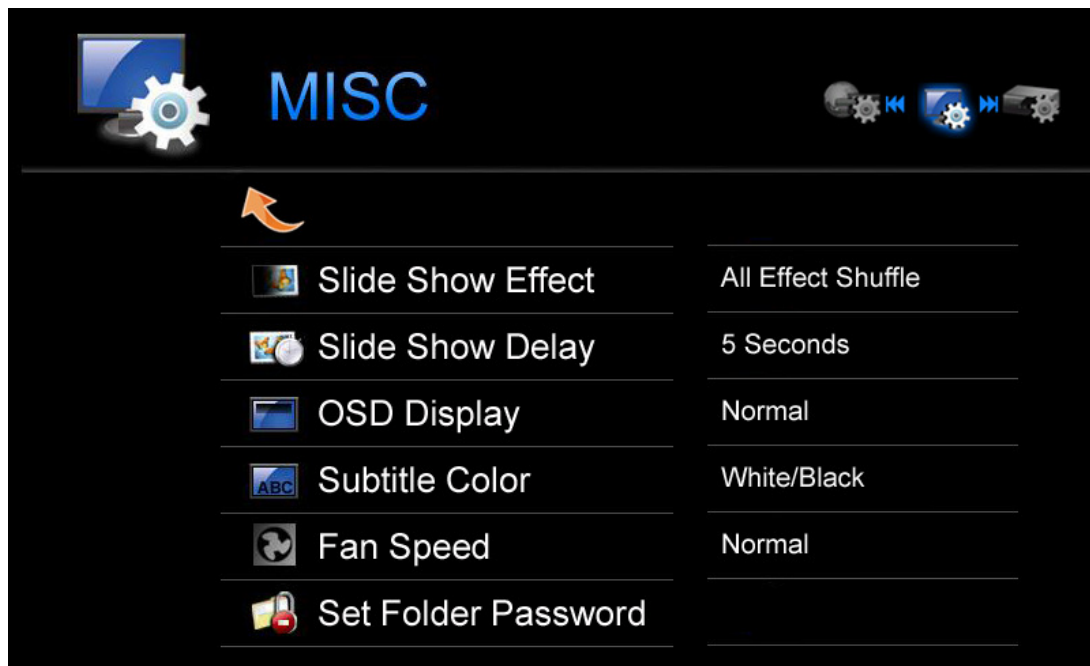 MISC
Slide Show Effect All Effect Shuffle
Slide Show Delay 5 Seconds
OSD Display Normal
ABC Subtitle Color White/Black
Fan Speed Normal
Set Folder Password